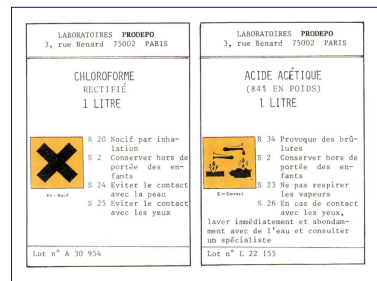 LABORATOIRES PRODEPO
3, rue Benard 75002 PARIS
CHLOROFORME
RECTIFIÉ
1 LITRE
R 20 Nocif par inha-
lation
S 2 Conserver hors de
portée des en-
fants
S 24 Eviter le contact
avec la peau
S 25 Eviter le contact
avec les yeux
Xn - Nocif
Lot n° A 30 954
LABORATOIRES PRODEPO
3, rue Benard 75002 PARIS
ACIDE ACÉTIQUE
(84% EN POIDS)
1 LITRE
R 34 Provoque des brû-
lures
S 2 Conserver hors de
portée des en-
fants
S 23 Ne pas respirer
les vapeurs
S 26 En cas de contact
avec les yeux,
laver immédiatement et abondam-
ment avec de l'eau et consulter
un spécialiste
C - Corrosif
Lot n° L 22 155